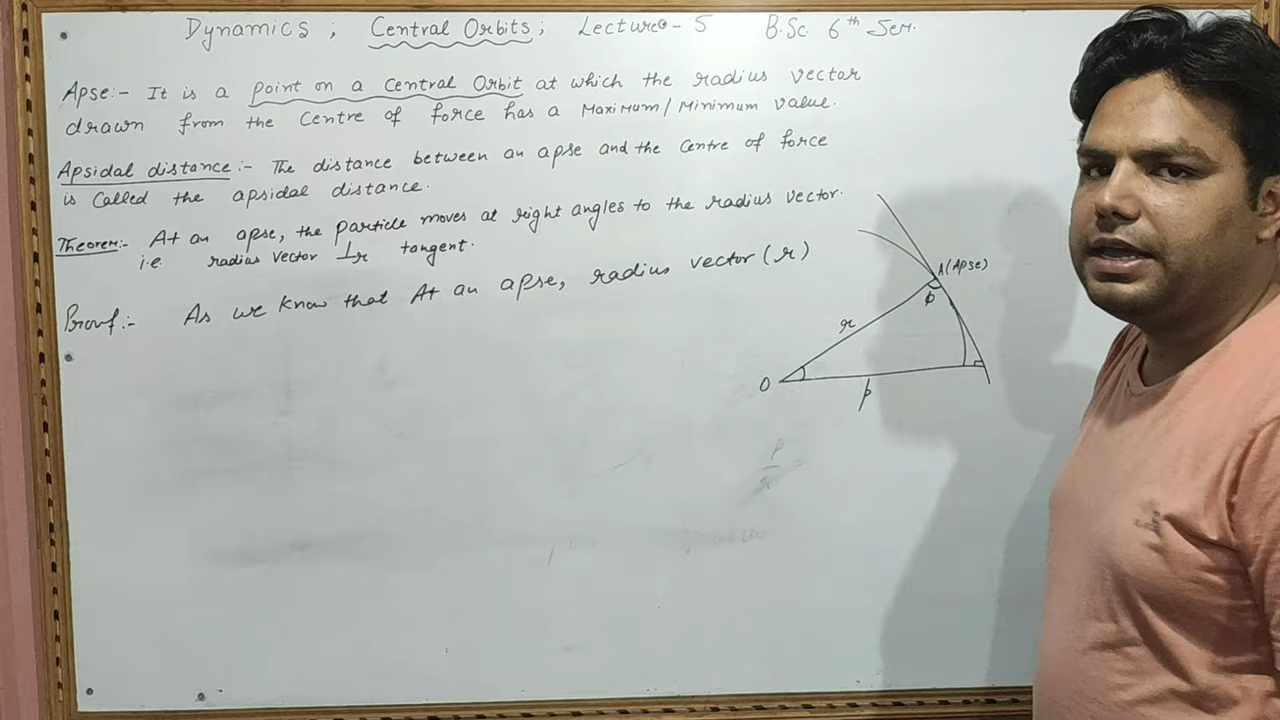 Dynamics ; Central Orbits ; Lecture - 5 B.Sc. 6th Sem.
Apse:- It is a point on a Central Orbit at which the radius vector
drawn from the Centre of force has a Maximum/Minimum value.
Apsidal distance:- The distance between an apse and the Centre of force
is Called the apsidal distance.
Theorem:- At an apse, the particle moves at right angles to the radius vector.
i.e. radius vector ⊥r tangent.
Proof:- As we know that At an apse, radius vector (r)
A (Apse)
ϕ
r
O
p
p
r